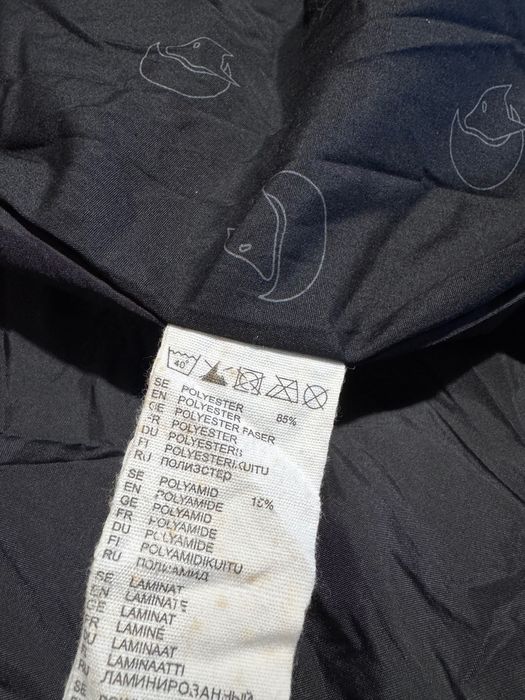 40°
SE POLYESTER 85%
EN POLYESTER
GE POLYESTER FASER
FR POLYESTER
DU POLYESTER
FI POLYESTERIKUITU
RU ПОЛИЭСТЕР
SE POLYAMID 15%
EN POLYAMIDE
GE POLYAMID
FR POLYAMIDE
DU POLYAMIDE
FI POLYAMIDIKUITU
RU ПОЛИАМИД
SE LAMINAT
EN LAMINATE
GE LAMINAT
FR LAMINÉ
DU LAMINAAT
FI LAMINAATTI
RU ЛАМИНИРОВАННЫЙ